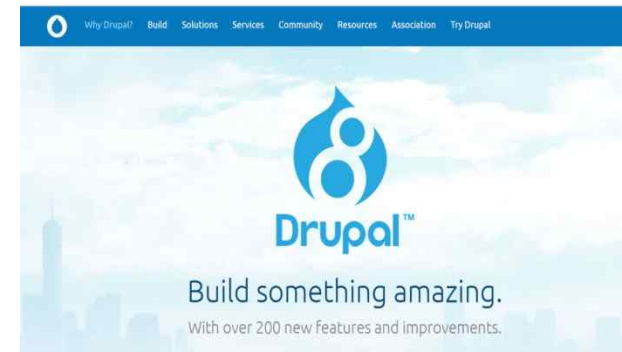 Why Drupal? Build Solutions Services Community Resources Association Try Drupal
8
Drupal™
Build something amazing.
With over 200 new features and improvements.